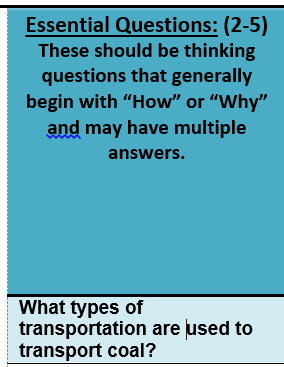 Essential Questions: (2-5)
These should be thinking
questions that generally
begin with “How” or “Why”
and may have multiple
answers.
What types of
transportation are used to
transport coal?